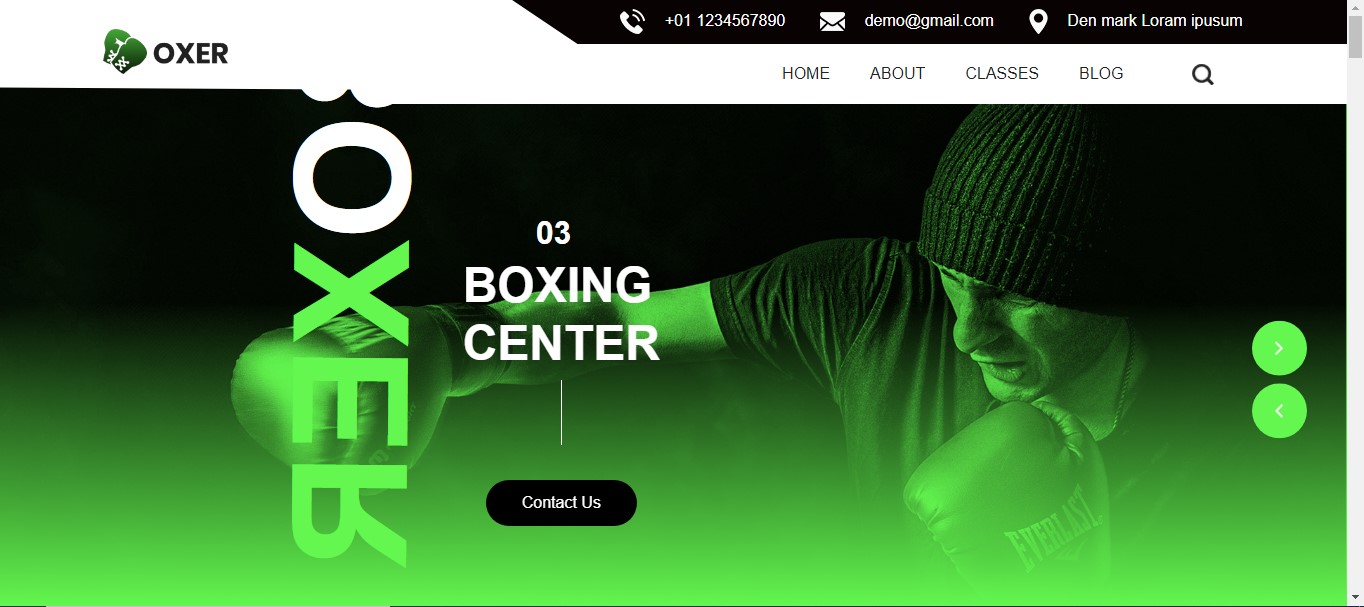 +01 1234567890
demo@gmail.com
Den mark Loram ipusum
OXER
HOME
ABOUT
CLASSES
BLOG
BOXER
03
BOXING
CENTER
Contact Us
EVERLAST